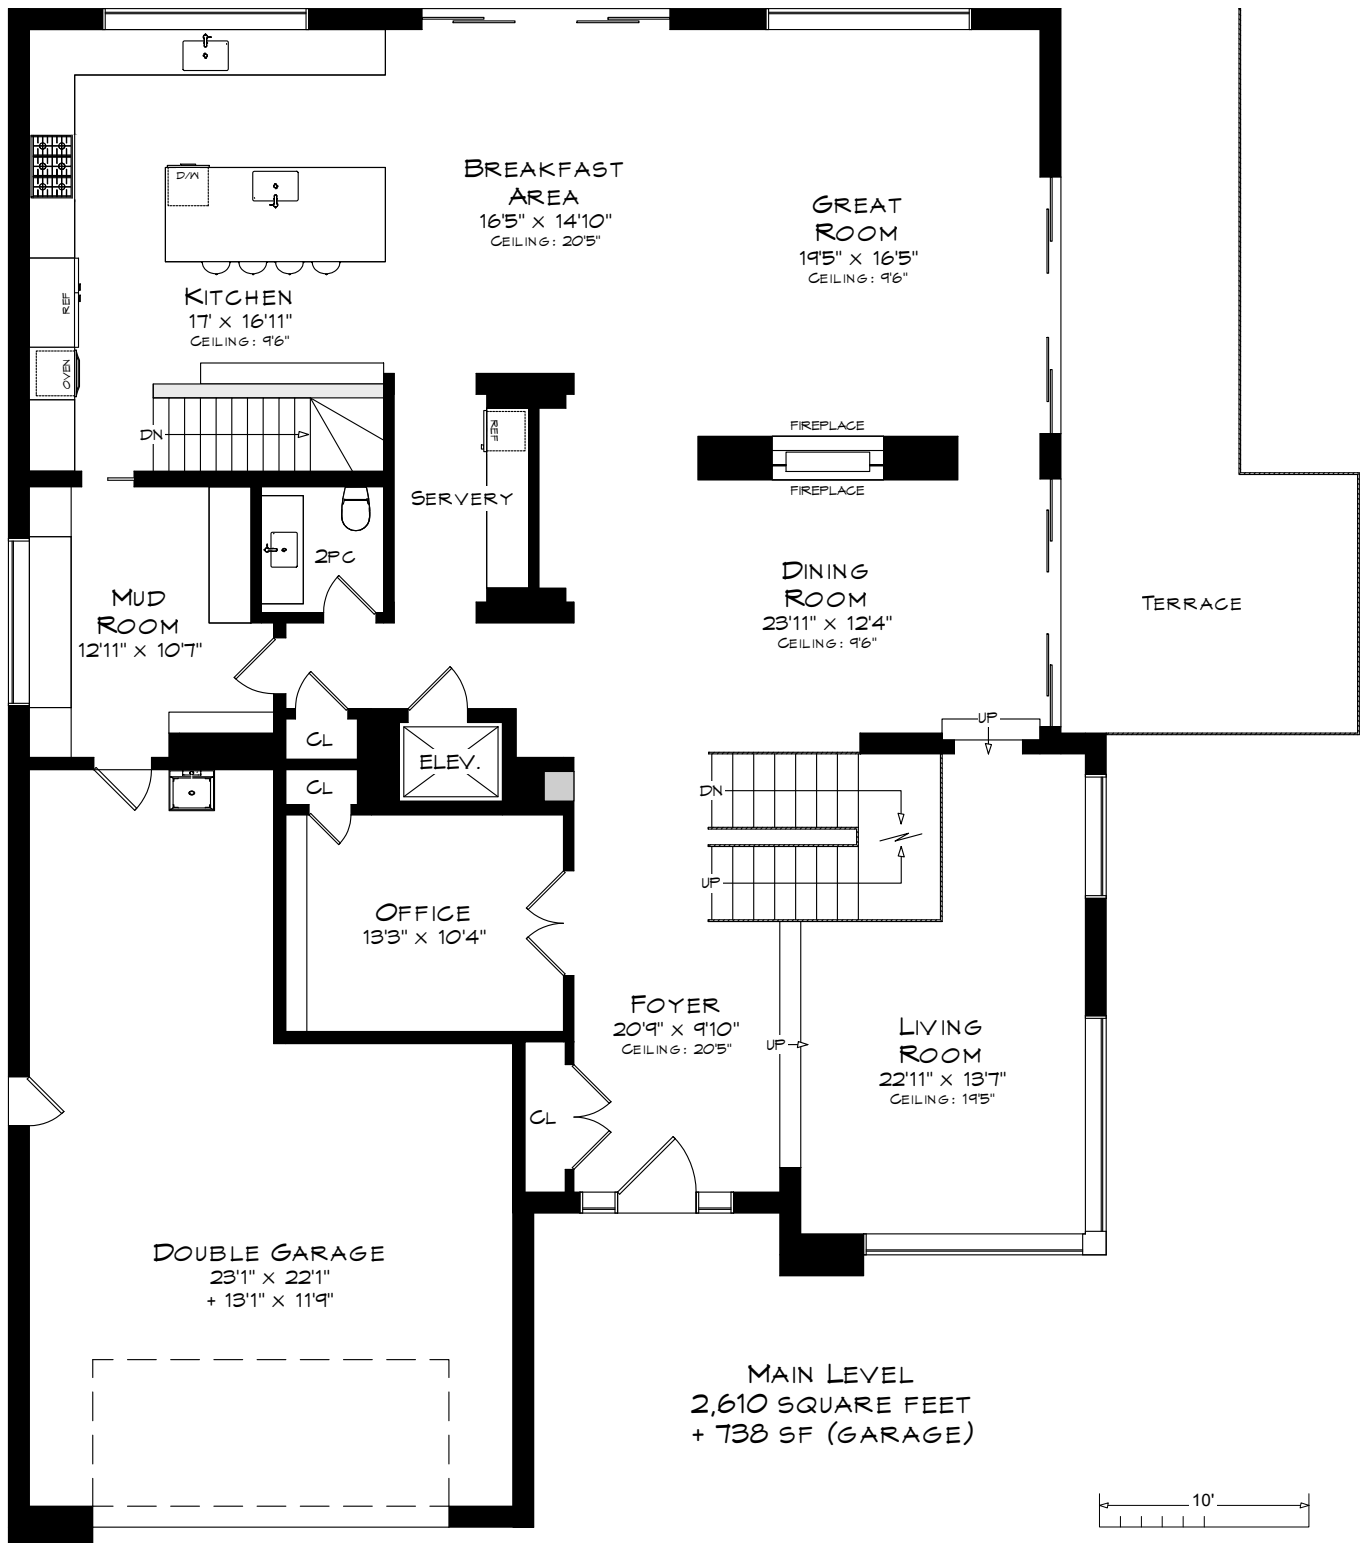 D/W
BREAKFAST
AREA
16'5" x 14'10"
CEILING: 20'5"
GREAT
ROOM
19'5" x 16'5"
CEILING: 9'6"
REF
KITCHEN
17' x 16'11"
CEILING: 9'6"
OVEN
DN
REF
FIREPLACE
FIREPLACE
SERVERY
2PC
DINING
ROOM
23'11" x 12'4"
CEILING: 9'6"
TERRACE
MUD
ROOM
12'11" x 10'7"
UP
CL
ELEV.
CL
DN
UP
OFFICE
13'3" x 10'4"
FOYER
20'9" x 9'10"
CEILING: 20'5"
UP
LIVING
ROOM
22'11" x 13'7"
CEILING: 19'5"
CL
DOUBLE GARAGE
23'1" x 22'1"
+ 13'1" x 11'9"
MAIN LEVEL
2,610 SQUARE FEET
+ 738 SF (GARAGE)
10'